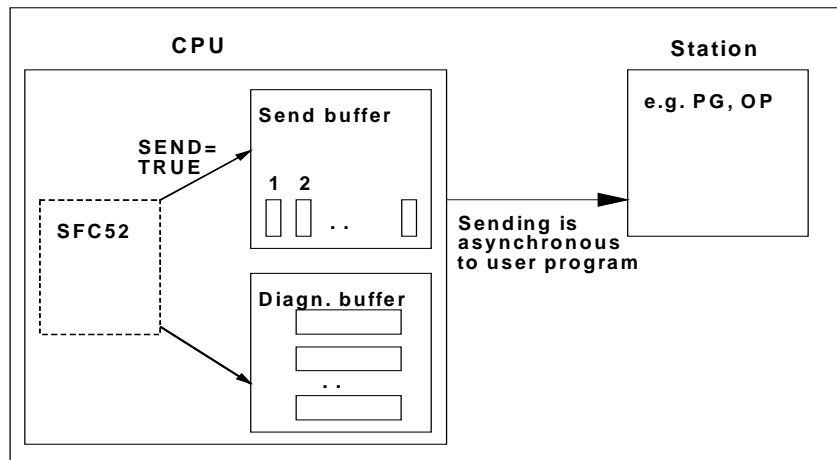 CPU
Station
Send buffer
e.g. PG, OP
SEND=
TRUE
1 2
. .
SFC52
Sending is
asynchronous
to user program
Diagn. buffer
. .